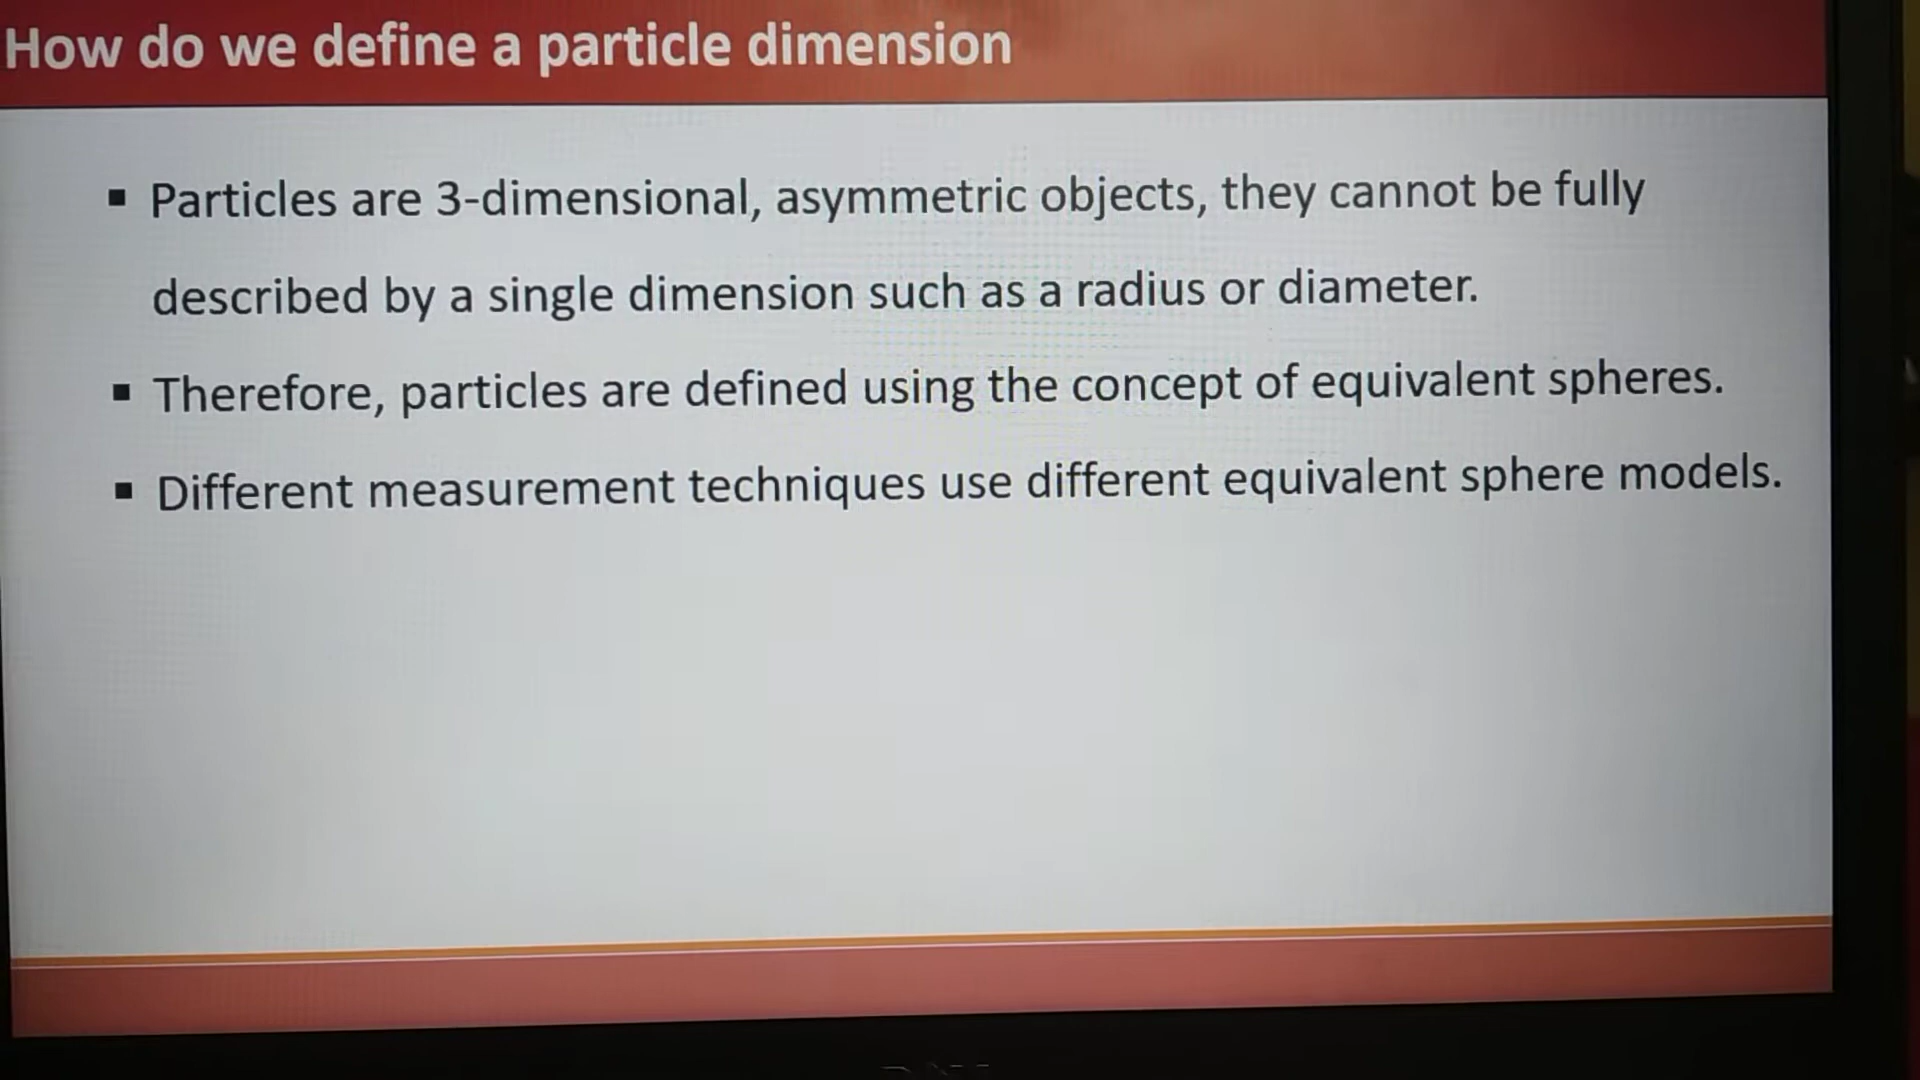 How do we define a particle dimension
▪ Particles are 3-dimensional, asymmetric objects, they cannot be fully
described by a single dimension such as a radius or diameter.
▪ Therefore, particles are defined using the concept of equivalent spheres.
▪ Different measurement techniques use different equivalent sphere models.